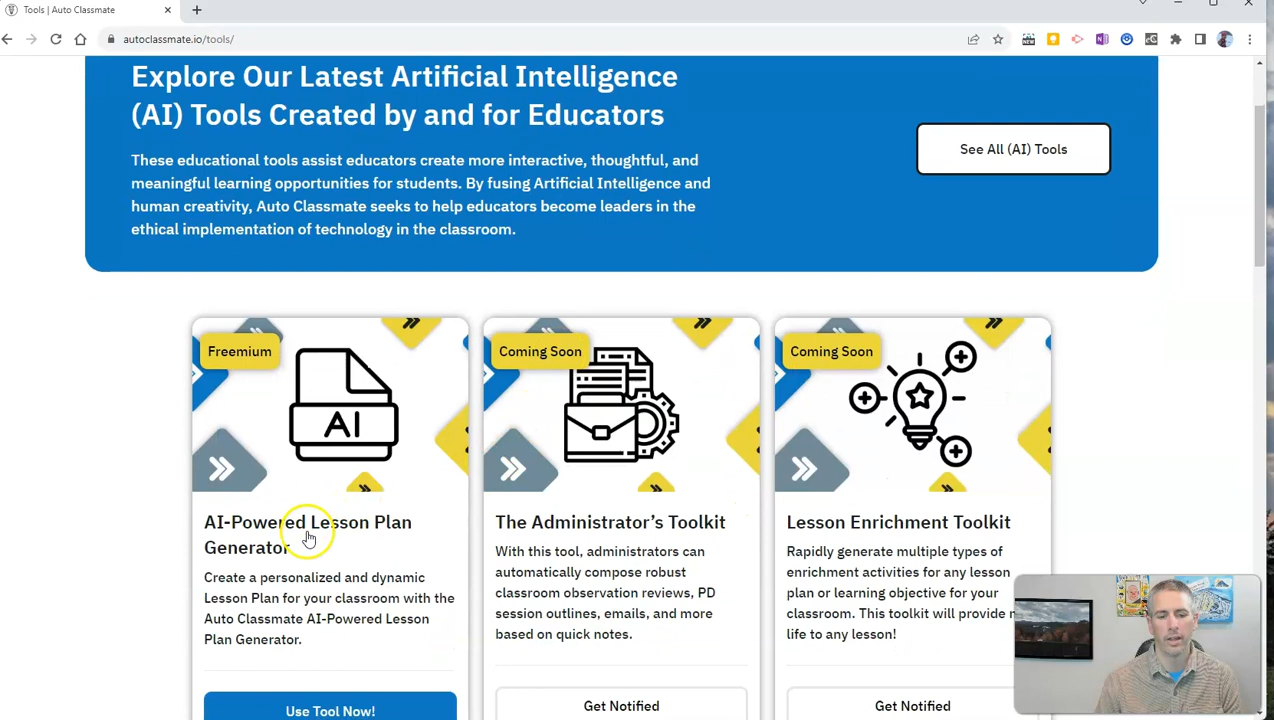 Tools | Auto Classmate
autoclassmate.io/tools/
Explore Our Latest Artificial Intelligence
(AI) Tools Created by and for Educators
These educational tools assist educators create more interactive, thoughtful, and
meaningful learning opportunities for students. By fusing Artificial Intelligence and
human creativity, Auto Classmate seeks to help educators become leaders in the
ethical implementation of technology in the classroom.
See All (AI) Tools
Freemium
AI
AI-Powered Lesson Plan
Generator
Create a personalized and dynamic
Lesson Plan for your classroom with the
Auto Classmate AI-Powered Lesson
Plan Generator.
Use Tool Now!
Coming Soon
The Administrator’s Toolkit
With this tool, administrators can
automatically compose robust
classroom observation reviews, PD
session outlines, emails, and more
based on quick notes.
Get Notified
Coming Soon
Lesson Enrichment Toolkit
Rapidly generate multiple types of
enrichment activities for any lesson
plan or learning objective for your
classroom. This toolkit will provide
life to any lesson!
Get Notified